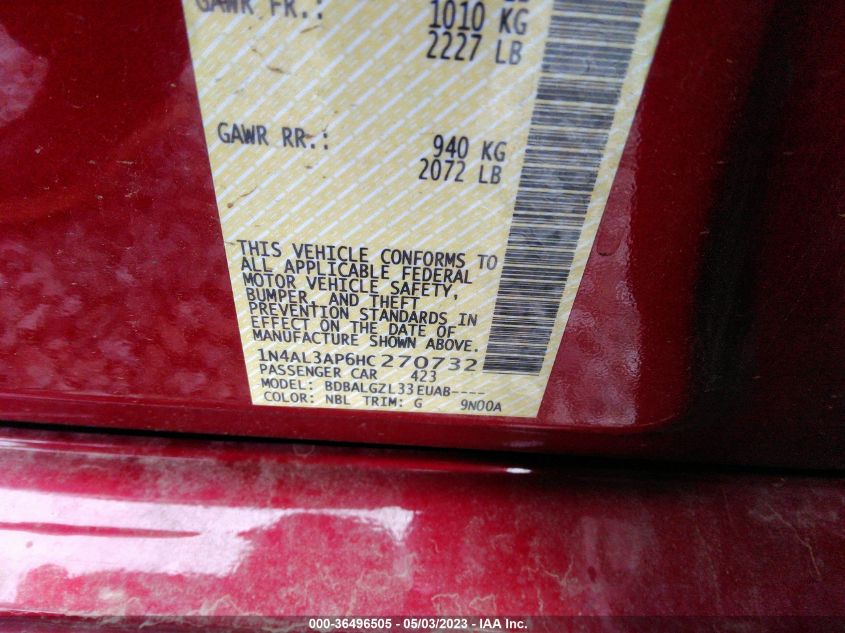 GAWR FR.: 1010 KG
2227 LB
GAWR RR.: 940 KG
2072 LB
THIS VEHICLE CONFORMS TO
ALL APPLICABLE FEDERAL
MOTOR VEHICLE SAFETY,
BUMPER, AND THEFT
PREVENTION STANDARDS IN
EFFECT ON THE DATE OF
MANUFACTURE SHOWN ABOVE.
1N4AL3AP6HC270732
PASSENGER CAR 423
MODEL: BDBALGZL33EUAB----
COLOR: NBL TRIM: G 9N00A
000-36496505 — 05/03/2023 — IAA Inc.